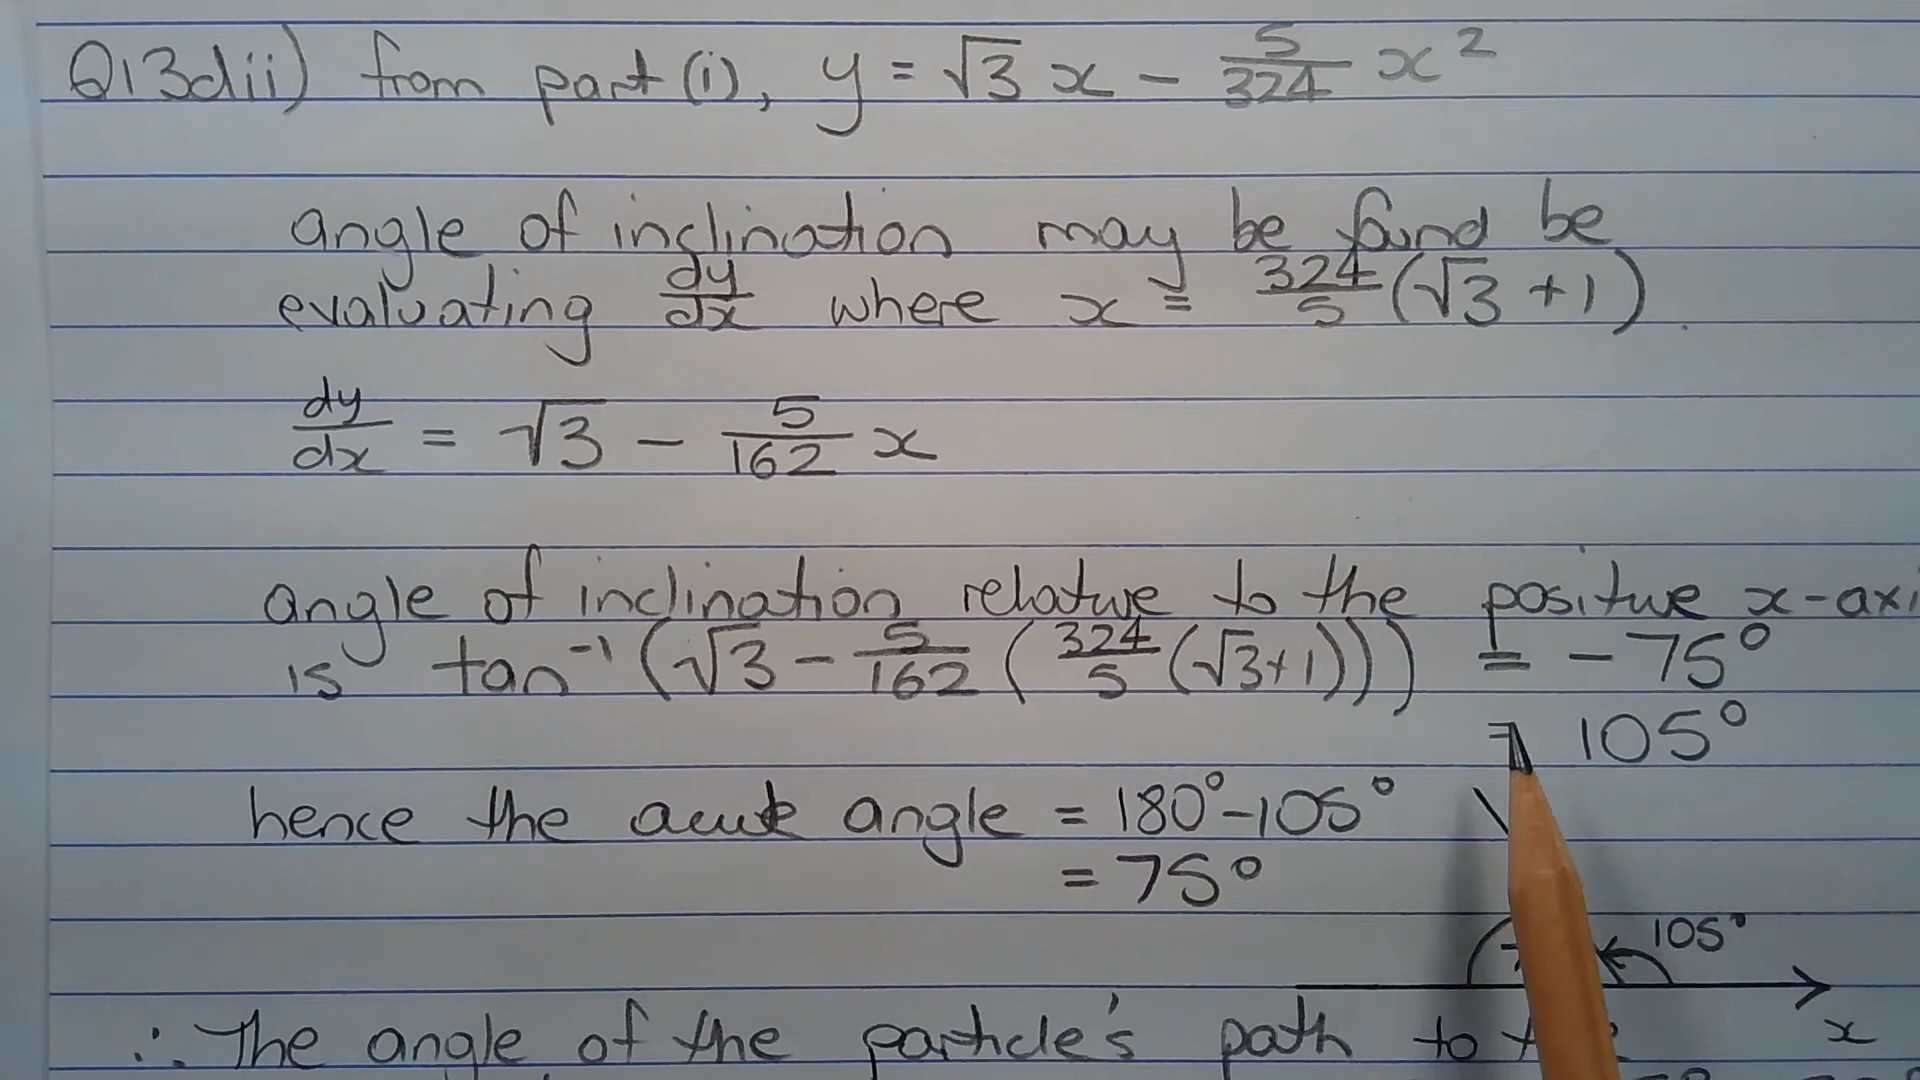 Q13dii) from part (i), y = √3 x − 5/324 x²
angle of inclination may be found be
evaluating dy/dx where x = 324/5 (√3 + 1).
dy/dx = √3 − 5/162 x
angle of inclination relative to the positive x-axi
is tan⁻¹(√3 − 5/162 (324/5 (√3+1))) = −75°
= 105°
hence the acute angle = 180° − 105°
= 75°
105°
x
∴ The angle of the particle's path to